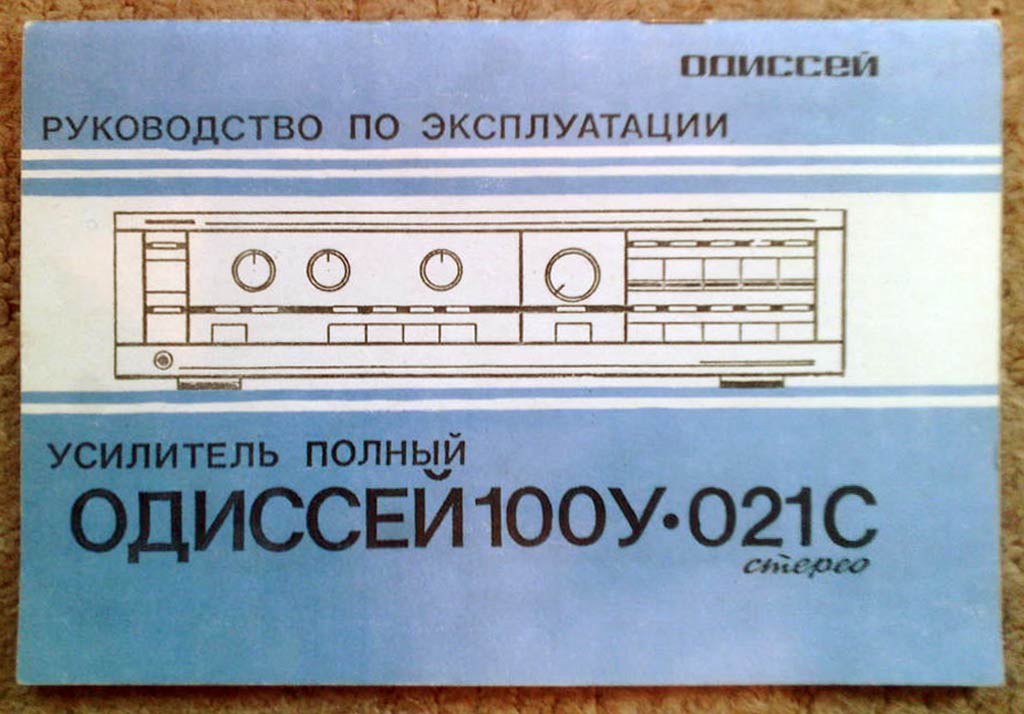 ОДИССЕЙ
РУКОВОДСТВО ПО ЭКСПЛУАТАЦИИ
УСИЛИТЕЛЬ ПОЛНЫЙ
ОДИССЕЙ 100У·021С
стерео